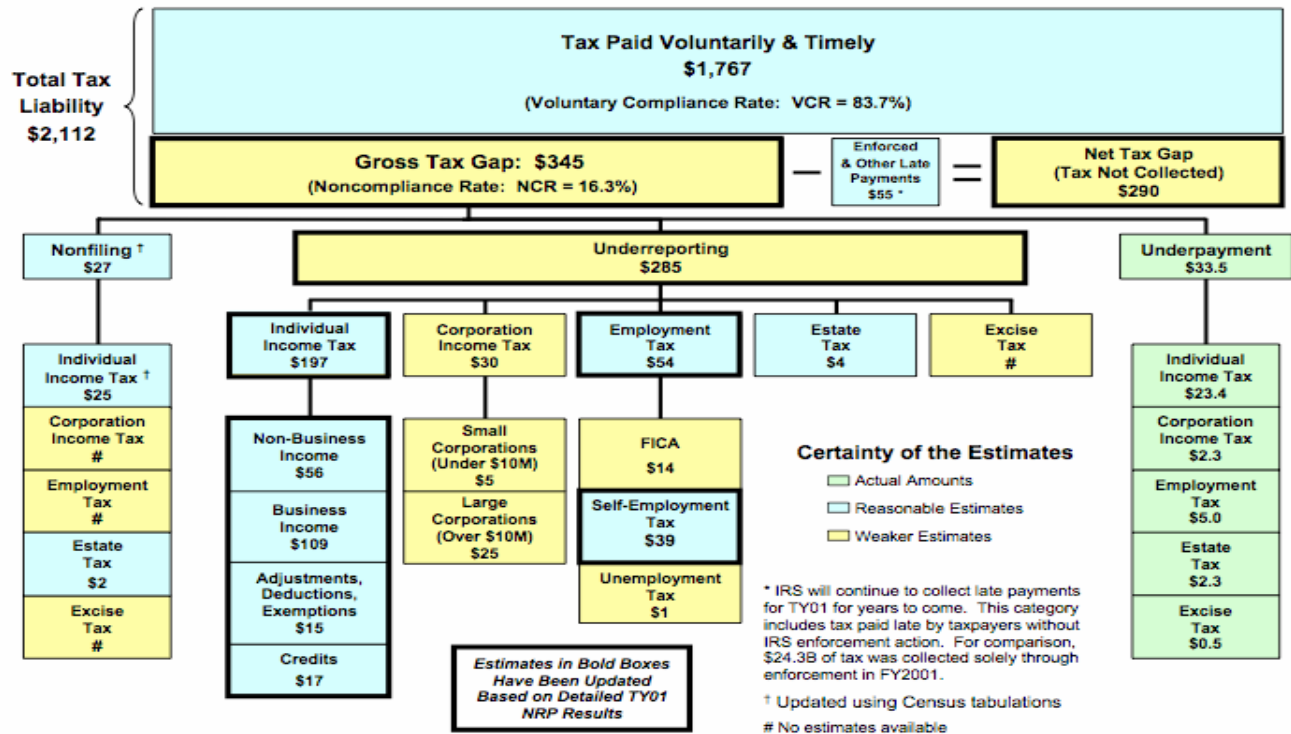 Total Tax
Liability
$2,112
Tax Paid Voluntarily & Timely
$1,767
(Voluntary Compliance Rate: VCR = 83.7%)
Gross Tax Gap: $345
(Noncompliance Rate: NCR = 16.3%)
Enforced
& Other Late
Payments
$55 *
Net Tax Gap
(Tax Not Collected)
$290
Nonfiling †
$27
Underreporting
$285
Underpayment
$33.5
Individual
Income Tax †
$25
Corporation
Income Tax
#
Employment
Tax
#
Estate
Tax
$2
Excise
Tax
#
Individual
Income Tax
$197
Non-Business
Income
$56
Business
Income
$109
Adjustments,
Deductions,
Exemptions
$15
Credits
$17
Corporation
Income Tax
$30
Small
Corporations
(Under $10M)
$5
Large
Corporations
(Over $10M)
$25
Employment
Tax
$54
FICA
$14
Self-Employment
Tax
$39
Unemployment
Tax
$1
Estate
Tax
$4
Excise
Tax
#
Individual
Income Tax
$23.4
Corporation
Income Tax
$2.3
Employment
Tax
$5.0
Estate
Tax
$2.3
Excise
Tax
$0.5
Certainty of the Estimates
Actual Amounts
Reasonable Estimates
Weaker Estimates
Estimates in Bold Boxes
Have Been Updated
Based on Detailed TY01
NRP Results
* IRS will continue to collect late payments
for TY01 for years to come. This category
includes tax paid late by taxpayers without
IRS enforcement action. For comparison,
$24.3B of tax was collected solely through
enforcement in FY2001.
† Updated using Census tabulations
# No estimates available